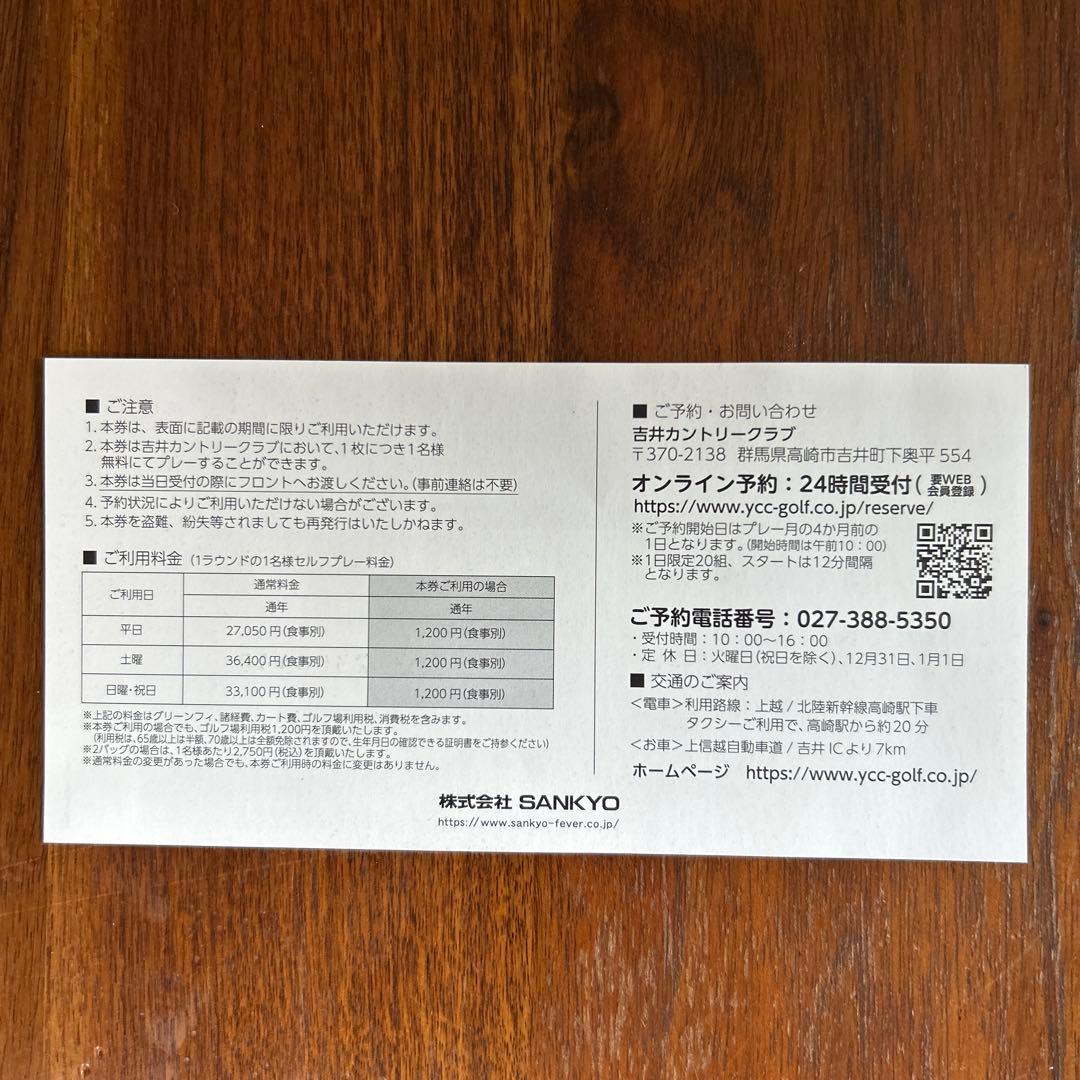 ■ ご注意
1. 本券は、表面に記載の期間に限りご利用いただけます。
2. 本券は吉井カントリークラブにおいて、1枚につき1名様
無料にてプレーすることができます。
3. 本券は当日受付の際にフロントへお渡しください。(事前連絡は不要)
4. 予約状況によりご利用いただけない場合がございます。
5. 本券を盗難、紛失等されましても再発行はいたしかねます。
■ ご利用料金 (1ラウンドの1名様セルフプレー料金)
ご利用日 通常料金 本券ご利用の場合
通年 通年
平日 27,050円(食事別) 1,200円(食事別)
土曜 36,400円(食事別) 1,200円(食事別)
日曜・祝日 33,100円(食事別) 1,200円(食事別)
※上記の料金はグリーンフィ、諸経費、カート費、ゴルフ場利用税、消費税を含みます。
※本券ご利用の場合でも、ゴルフ場利用税1,200円を頂戴いたします。
(利用税は、65歳以上は半額、70歳以上は全額免除されますので、生年月日の確認できる証明書をご持参ください)
※2バッグの場合は、1名様あたり2,750円(税込)を頂戴いたします。
※通常料金の変更があった場合でも、本券ご利用時の料金に変更はありません。
■ ご予約・お問い合わせ
吉井カントリークラブ
〒370-2138 群馬県高崎市吉井町下奥平 554
オンライン予約：24時間受付(要WEB会員登録)
https://www.ycc-golf.co.jp/reserve/
※ご予約開始日はプレー月の4か月前の
1日となります。(開始時間は午前10：00)
※1日限定20組、スタートは12分間隔
となります。
ご予約電話番号：027-388-5350
・受付時間：10：00〜16：00
・定 休 日：火曜日(祝日を除く)、12月31日、1月1日
■ 交通のご案内
＜電車＞利用路線：上越 / 北陸新幹線高崎駅下車
タクシーご利用で、高崎駅から約20分
＜お車＞上信越自動車道 / 吉井 IC より 7km
ホームページ https://www.ycc-golf.co.jp/
株式会社 SANKYO
https://www.sankyo-fever.co.jp/